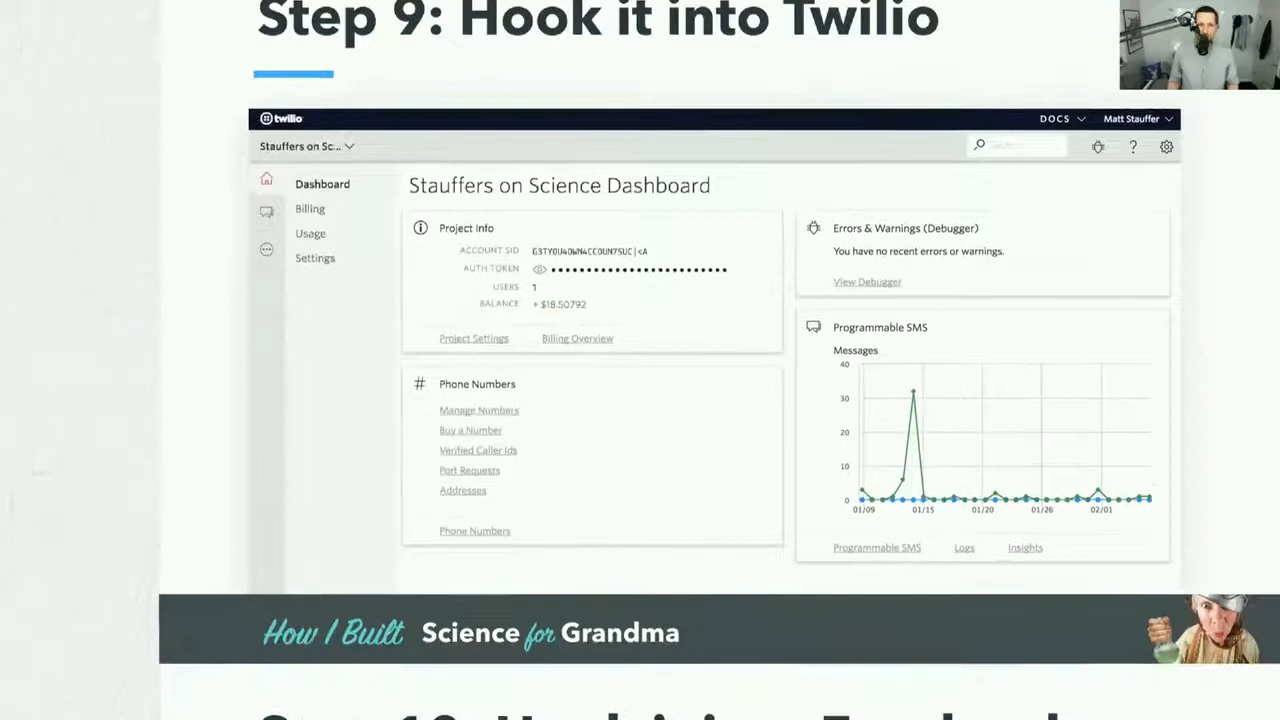 Step 9: Hook it into Twilio
twilio
DOCS
Matt Stauffer
Stauffers on Sc...
?
Dashboard
Billing
Usage
Settings
Stauffers on Science Dashboard
Project Info
ACCOUNT SID
AUTH TOKEN
USERS 1
BALANCE + $18.50792
Project Settings Billing Overview
# Phone Numbers
Manage Numbers
Buy a Number
Verified Caller Ids
Port Requests
Addresses
Phone Numbers
Errors & Warnings (Debugger)
You have no recent errors or warnings.
View Debugger
Programmable SMS
Messages
40
30
20
10
0
01/09 01/15 01/20 01/26 02/01
Programmable SMS Logs Insights
How I Built Science for Grandma